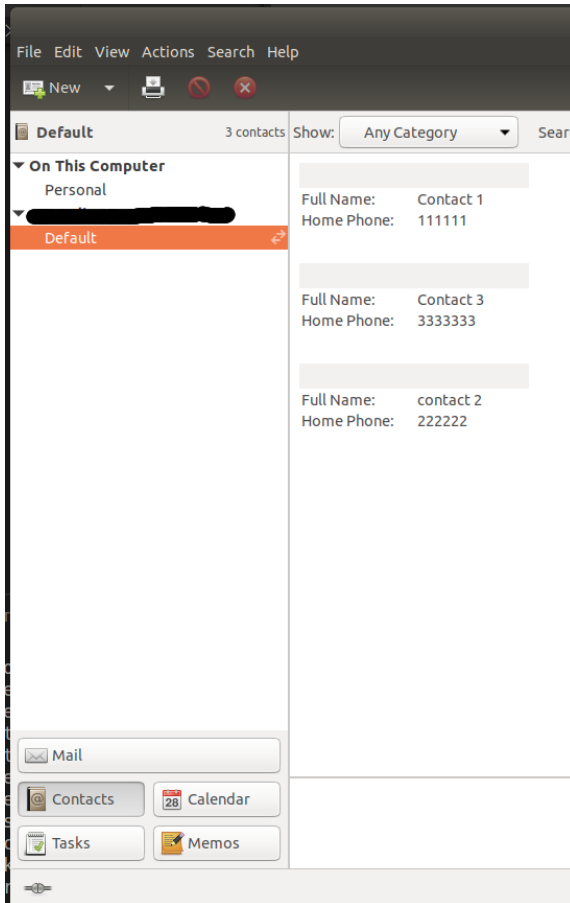 File Edit View Actions Search Help
New
Default 3 contacts Show: Any Category Sear
On This Computer
Personal
Default
Full Name: Contact 1
Home Phone: 111111
Full Name: Contact 3
Home Phone: 3333333
Full Name: contact 2
Home Phone: 222222
Mail
Contacts 28 Calendar
Tasks Memos